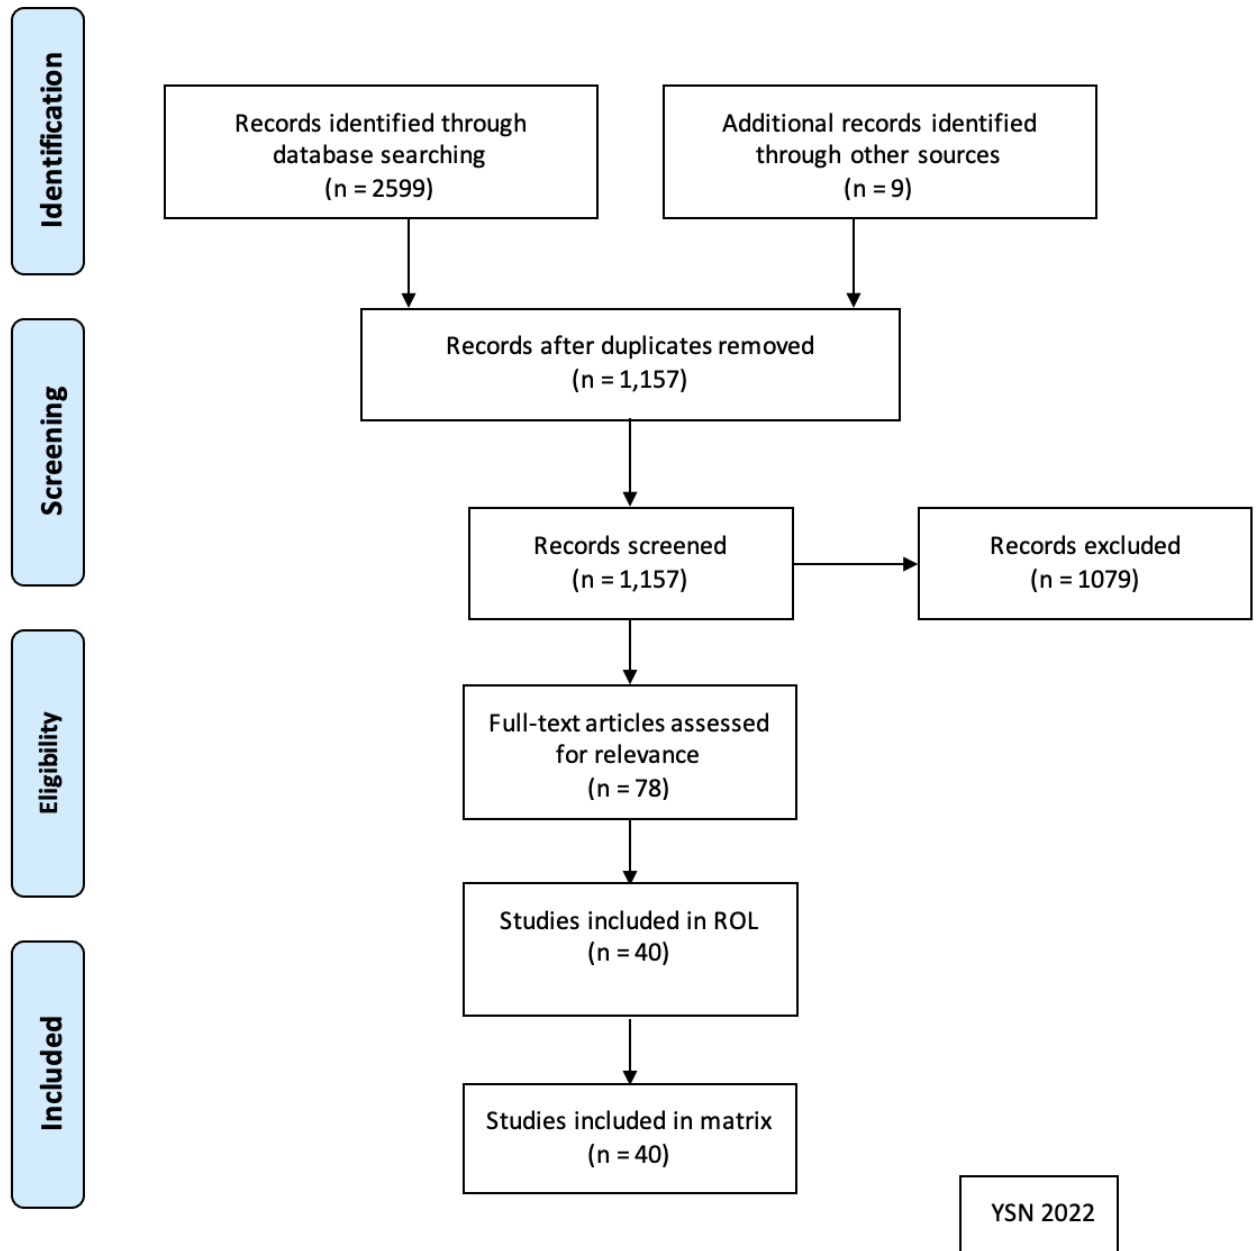 Identification
Records identified through
database searching
(n = 2599)
Additional records identified
through other sources
(n = 9)
Records after duplicates removed
(n = 1,157)
Screening
Records screened
(n = 1,157)
Records excluded
(n = 1079)
Eligibility
Full-text articles assessed
for relevance
(n = 78)
Studies included in ROL
(n = 40)
Included
Studies included in matrix
(n = 40)
YSN 2022